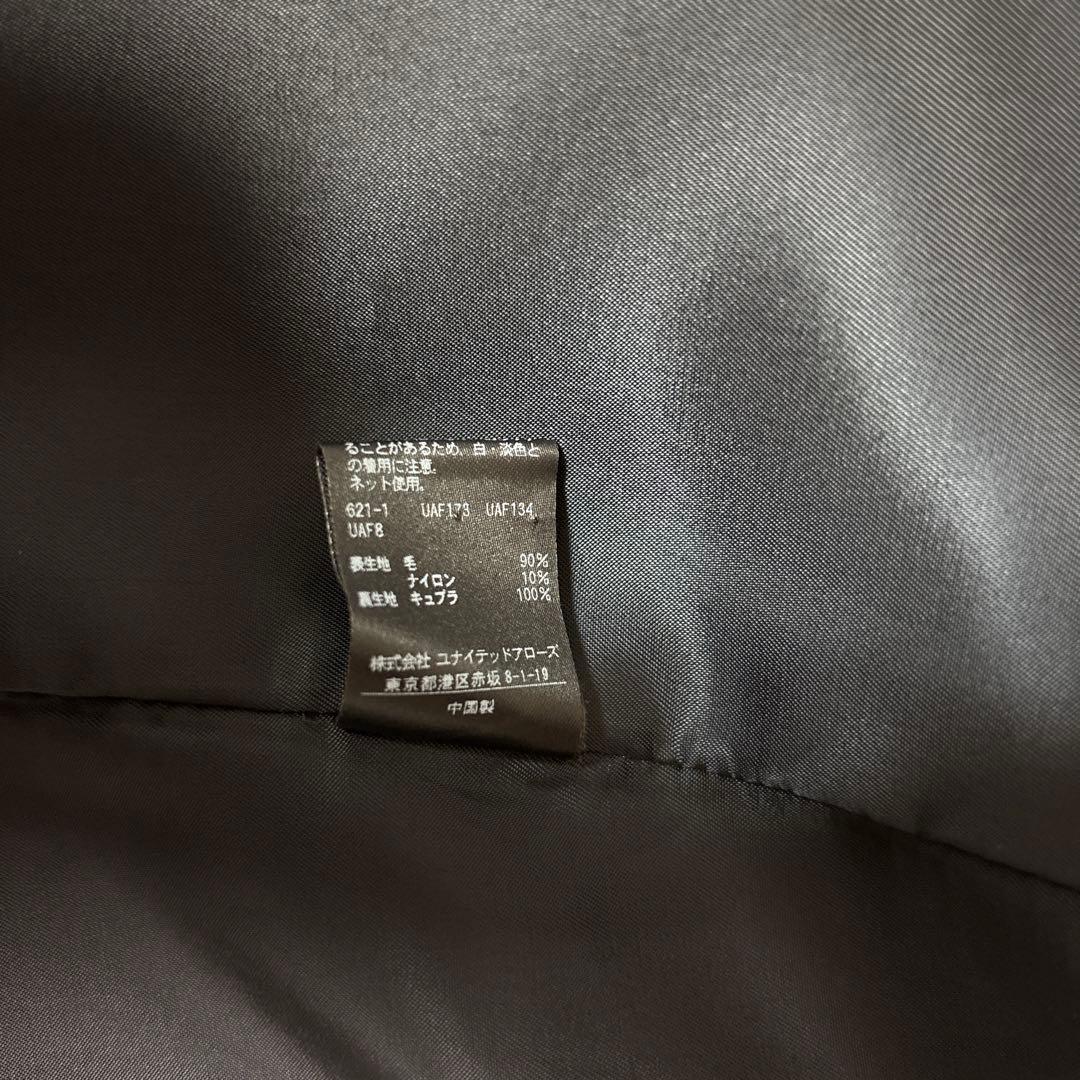 ることがあるため、白・淡色と
の着用に注意。
ネット使用。
621-1 UAF173 UAF134
UAF8
表生地 毛 90%
ナイロン 10%
裏生地 キュプラ 100%
株式会社 ユナイテッドアローズ
東京都港区赤坂8-1-19
中国製